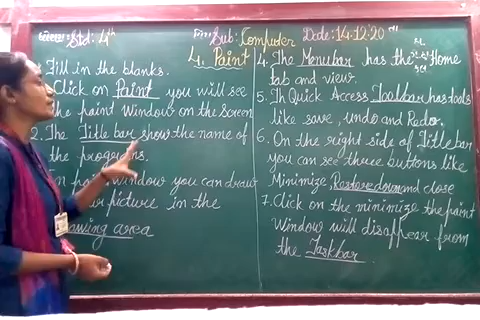 Std: 4th
Sub: Computer Date: 14.12.20
4. Paint
Fill in the blanks.
Click on Paint you will see
the paint Window on the screen
2. The Title bar show the name of
the programs.
In paint window you can draw
picture in the
area
4. The Menubar has the Home
tab and view.
5. Quick Access Toolbar has tools
like save, undo and Redo.
6. On the right side of Title bar
you can see three buttons like
Minimize, Restore down and close
7. Click on the minimize the paint
Window will disappear from
the Taskbar